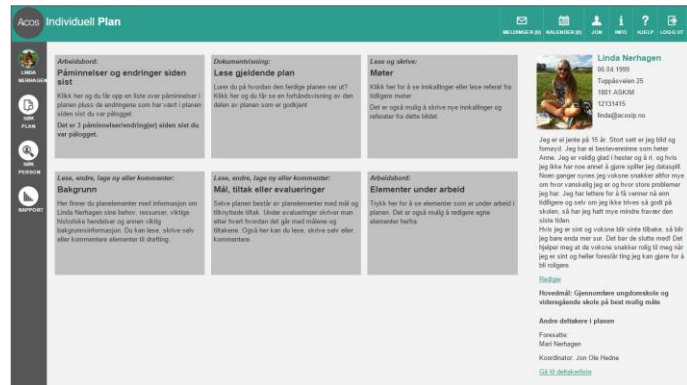 Acos Individuell Plan
MELDINGER (0) KALENDER (0) JON INFO HJELP LOGG UT
LINDA
NERHAGEN
SØK
PLAN
SØK
PERSON
RAPPORT
Arbeidsbord:
Påminnelser og endringer siden
sist
Klikk her og du får opp en liste over påminnelser i
planen pluss de endringene som har vært i planen
siden sist du var pålogget.
Det er 3 påminnelser/endring(er) siden sist du
var pålogget.
Dokumentvisning:
Lese gjeldende plan
Lurer du på hvordan den ferdige planen ser ut?
Klikk her og du får se en forhåndsvisning av den
delen av planen som er godkjent.
Lese og skrive:
Møter
Klikk her for å se innkallinger eller lese referat fra
tidligere møter.
Det er også mulig å skrive nye innkallinger og
referater fra dette bildet.
Lese, endre, lage ny eller kommenter:
Bakgrunn
Her finner du planelementer med informasjon om
Linda Nerhagen sine behov, ressurser, viktige
historiske hendelser og annen viktig
bakgrunnsinformasjon. Du kan lese, skrive selv
eller kommentere elementer til drøfting.
Lese, endre, lage ny eller kommenter:
Mål, tiltak eller evalueringer
Selve planen består av planelementer med mål og
tilknyttede tiltak. Under evalueringer skriver man
etter hvert hvordan det går med målene og
tiltakene. Også her kan du lese, skrive selv eller
kommentere.
Arbeidsbord:
Elementer under arbeid
Trykk her for å se elementer som er under arbeid i
planen. Det er også mulig å redigere egne
elementer herfra.
Linda Nerhagen
06.04.1999
Toppåsveien 25
1801 ASKIM
12131415
linda@acosip.no
Jeg er ei jente på 15 år. Stort sett er jeg blid og
fornøyd. Jeg har ei bestevenninne som heter
Anne. Jeg er veldig glad i hester og å ri, og hvis
jeg ikke har noe annet å gjøre spiller jeg dataspill.
Noen ganger synes jeg voksne snakker altfor mye
om hvor vanskelig jeg er og hvor store problemer
jeg har. Jeg har lettere for å få venner nå enn
tidligere og selv om jeg ikke trives så godt på
skolen, så har jeg hatt mye mindre fravær den
siste tiden.
Hvis jeg er sint og voksne blir sinte tilbake, så blir
jeg bare enda mer sur. Det bør de slutte med! Det
hjelper meg at de voksne snakker rolig til meg når
jeg er sint og heller foreslår ting jeg kan gjøre for å
bli roligere.
Rediger
Hovedmål: Gjennomføre ungdomskole og
videregående skole på best mulig måte
Andre deltakere i planen
Foresatte:
Mari Nerhagen
Koordinator: Jon Ole Hedne
Gå til deltakerliste